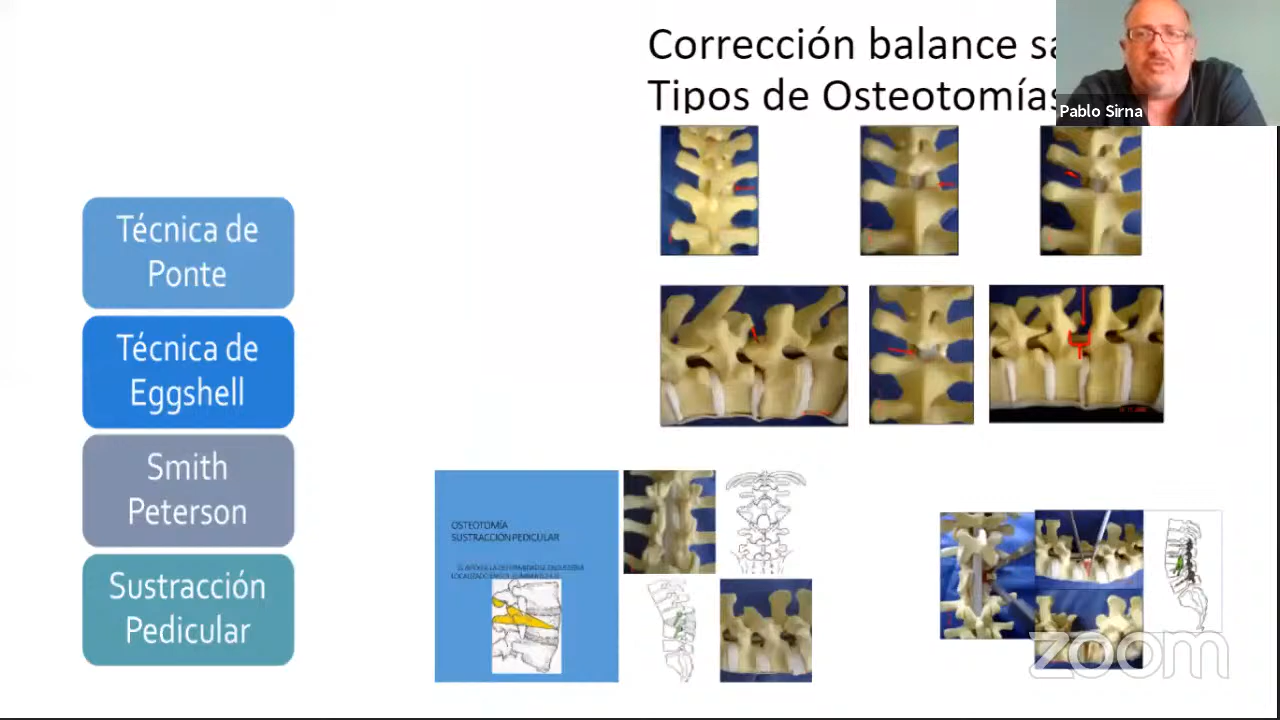 Corrección balance sa
Tipos de Osteotomías
Pablo Sirna
Técnica de
Ponte
Técnica de
Eggshell
Smith
Peterson
Sustracción
Pedicular
OSTEOTOMÍA
SUSTRACCION PEDICULAR
zoom